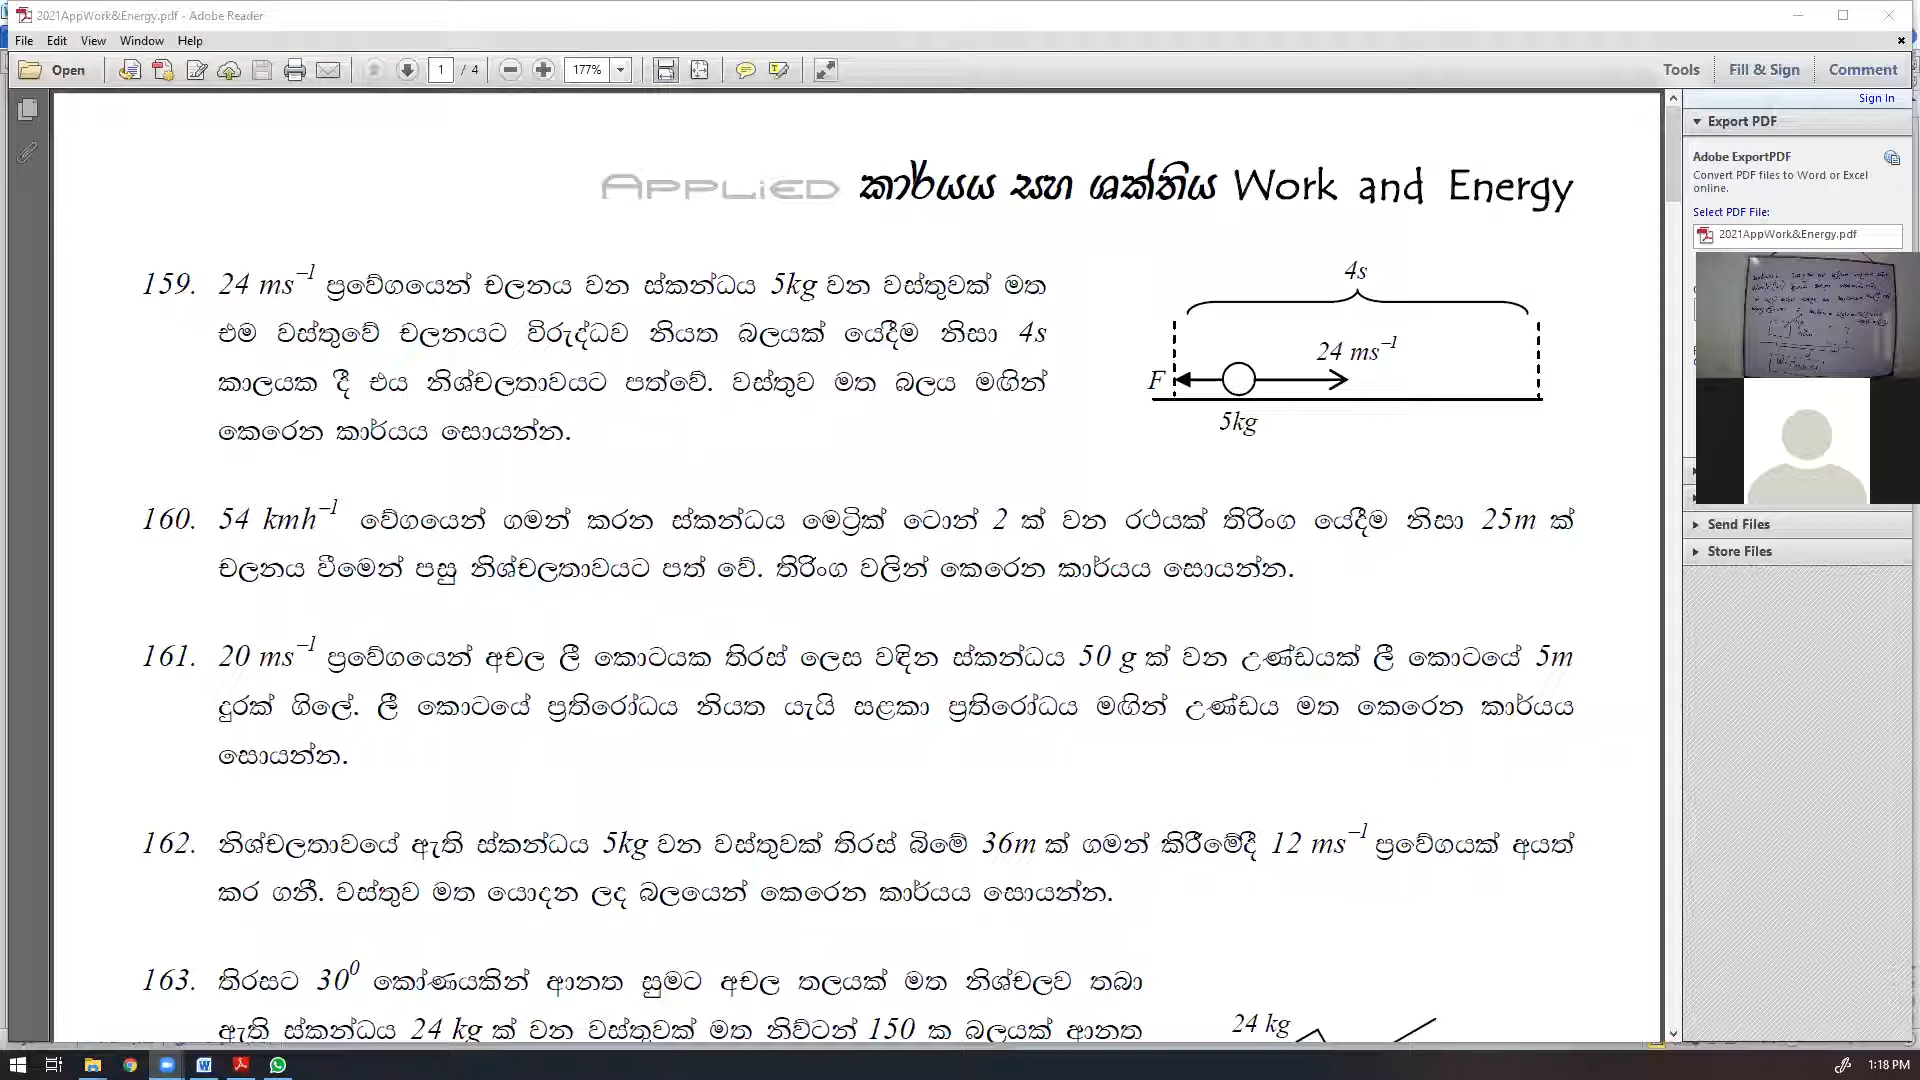 2021AppWork&Energy.pdf - Adobe Reader
File Edit View Window Help
Open 1 / 4 177% Tools Fill & Sign Comment
Sign In
Export PDF
Adobe ExportPDF
Convert PDF files to Word or Excel
online.
Select PDF File:
2021AppWork&Energy.pdf
Send Files
Store Files
APPLiED කාර්යය සහ ශක්තිය Work and Energy
159. 24 ms⁻¹ ප්‍රවේගයෙන් චලනය වන ස්කන්ධය 5kg වන වස්තුවක් මත
එම වස්තුවේ චලනයට විරුද්ධව නියත බලයක් යෙදීම නිසා 4s
කාලයක දී එය නිශ්චලතාවයට පත්වේ. වස්තුව මත බලය මඟින්
කෙරෙන කාර්යය සොයන්න.
4s
24 ms⁻¹
F
5kg
160. 54 kmh⁻¹ වේගයෙන් ගමන් කරන ස්කන්ධය මෙට්‍රික් ටොන් 2 ක් වන රථයක් තිරිංග යෙදීම නිසා 25m ක්
චලනය වීමෙන් පසු නිශ්චලතාවයට පත් වේ. තිරිංග වලින් කෙරෙන කාර්යය සොයන්න.
161. 20 ms⁻¹ ප්‍රවේගයෙන් අචල ලී කොටයක තිරස් ලෙස වඳින ස්කන්ධය 50 g ක් වන උණ්ඩයක් ලී කොටයේ 5m
දුරක් ගිලේ. ලී කොටයේ ප්‍රතිරෝධය නියත යැයි සළකා ප්‍රතිරෝධය මඟින් උණ්ඩය මත කෙරෙන කාර්යය
සොයන්න.
162. නිශ්චලතාවයේ ඇති ස්කන්ධය 5kg වන වස්තුවක් තිරස් බිමේ 36m ක් ගමන් කිරීමේදී 12 ms⁻¹ ප්‍රවේගයක් අයත්
කර ගනී. වස්තුව මත යොදන ලද බලයෙන් කෙරෙන කාර්යය සොයන්න.
163. තිරසට 30⁰ කෝණයකින් ආනත සුමට අචල තලයක් මත නිශ්චලව තබා
ඇති ස්කන්ධය 24 kg ක් වන වස්තුවක් මත නිව්ටන් 150 ක බලයක් ආනත
24 kg
1:18 PM